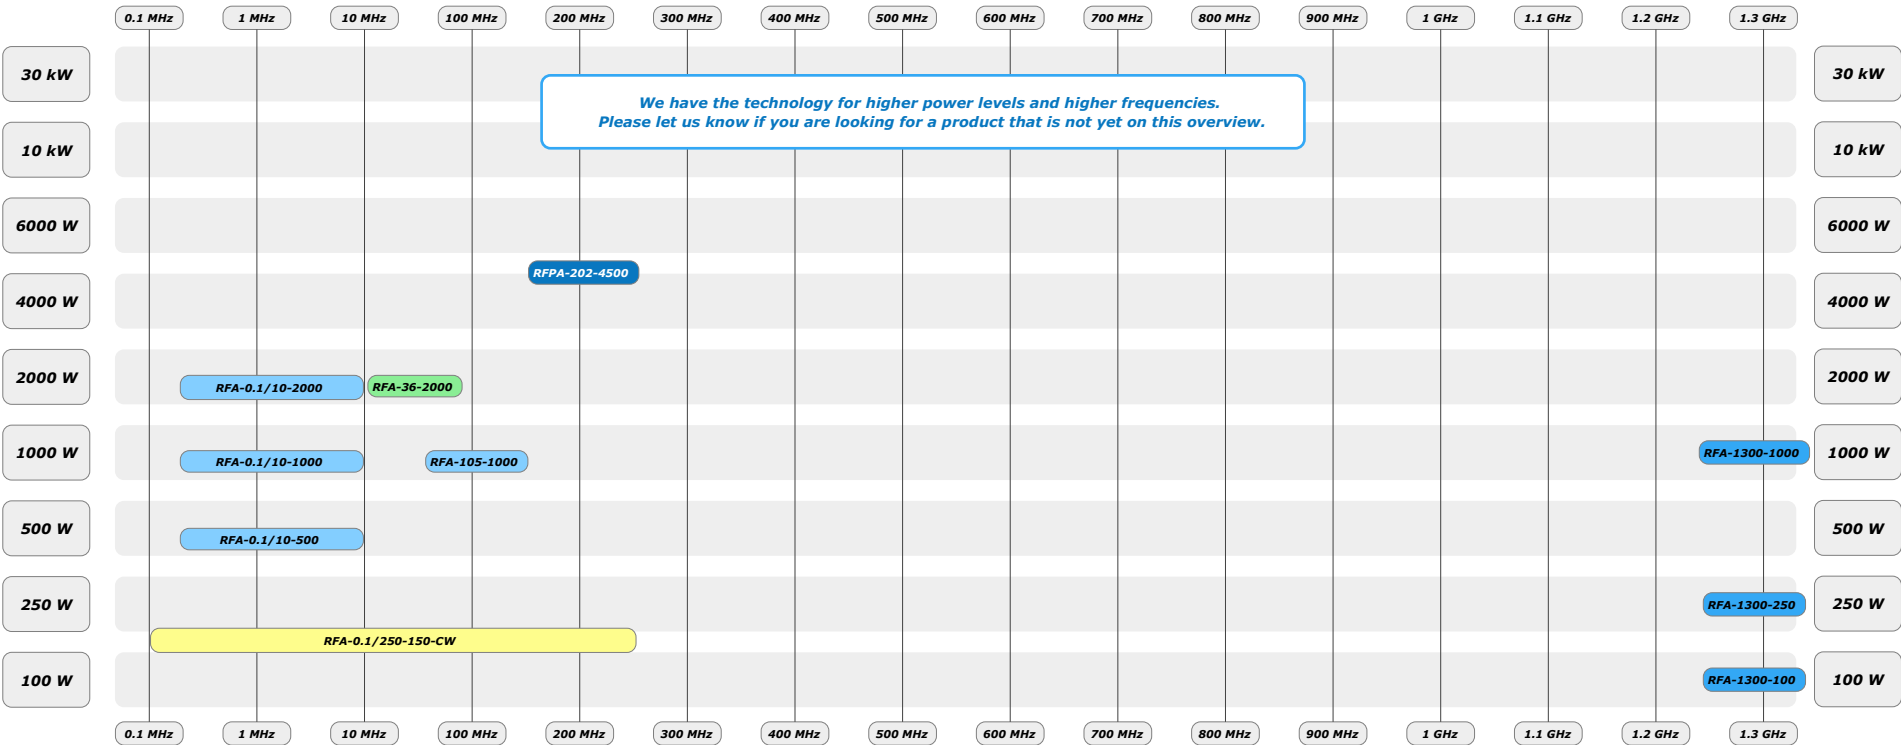 0.1 MHz 1 MHz 10 MHz 100 MHz 200 MHz 300 MHz 400 MHz 500 MHz 600 MHz 700 MHz 800 MHz 900 MHz 1 GHz 1.1 GHz 1.2 GHz 1.3 GHz
30 kW 30 kW
We have the technology for higher power levels and higher frequencies.
Please let us know if you are looking for a product that is not yet on this overview.
10 kW 10 kW
6000 W 6000 W
RFPA-202-4500
4000 W 4000 W
2000 W 2000 W
RFA-0.1/10-2000 RFA-36-2000
1000 W RFA-1300-1000 1000 W
RFA-0.1/10-1000 RFA-105-1000
500 W 500 W
RFA-0.1/10-500
250 W RFA-1300-250 250 W
RFA-0.1/250-150-CW
100 W RFA-1300-100 100 W
0.1 MHz 1 MHz 10 MHz 100 MHz 200 MHz 300 MHz 400 MHz 500 MHz 600 MHz 700 MHz 800 MHz 900 MHz 1 GHz 1.1 GHz 1.2 GHz 1.3 GHz